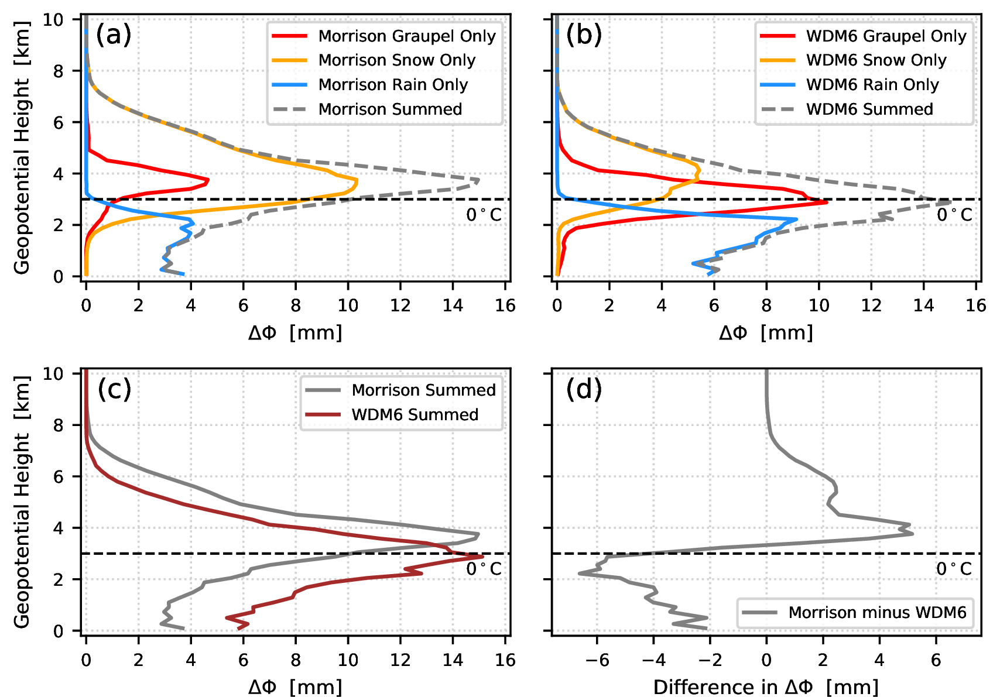 (a)
Morrison Graupel Only
Morrison Snow Only
Morrison Rain Only
Morrison Summed
Geopotential Height [km]
10
8
6
4
2
0
0°C
0 2 4 6 8 10 12 14 16
ΔΦ [mm]
(b)
WDM6 Graupel Only
WDM6 Snow Only
WDM6 Rain Only
WDM6 Summed
0°C
0 2 4 6 8 10 12 14 16
ΔΦ [mm]
(c)
Morrison Summed
WDM6 Summed
Geopotential Height [km]
10
8
6
4
2
0
0°C
0 2 4 6 8 10 12 14 16
ΔΦ [mm]
(d)
0°C
Morrison minus WDM6
−6 −4 −2 0 2 4 6
Difference in ΔΦ [mm]